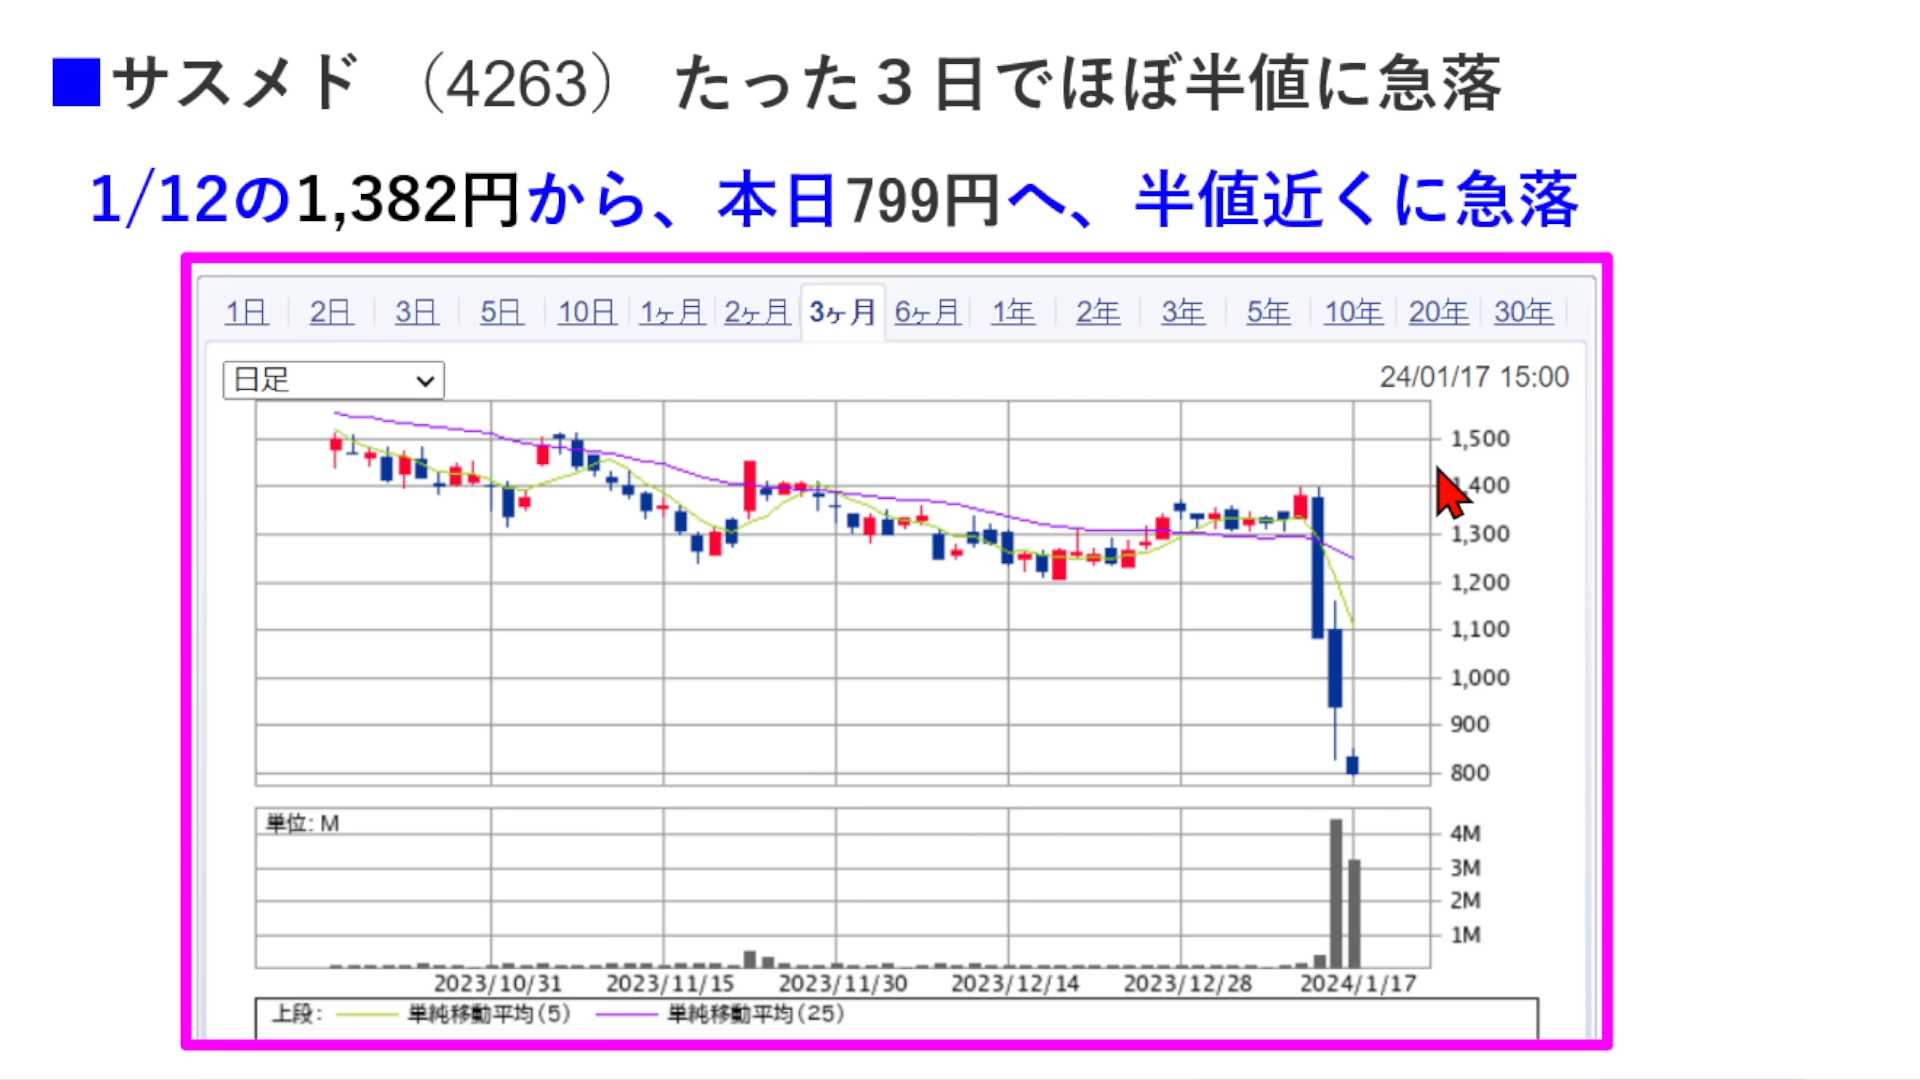 ■サスメド （4263） たった３日でほぼ半値に急落
1/12の1,382円から、本日799円へ、半値近くに急落
1日 2日 3日 5日 10日 1ヶ月 2ヶ月 3ヶ月 6ヶ月 1年 2年 3年 5年 10年 20年 30年
日足
24/01/17 15:00
1,500
1,400
1,300
1,200
1,100
1,000
900
800
単位: M
4M
3M
2M
1M
2023/10/31 2023/11/15 2023/11/30 2023/12/14 2023/12/28 2024/1/17
上段: 単純移動平均(5) 単純移動平均(25)